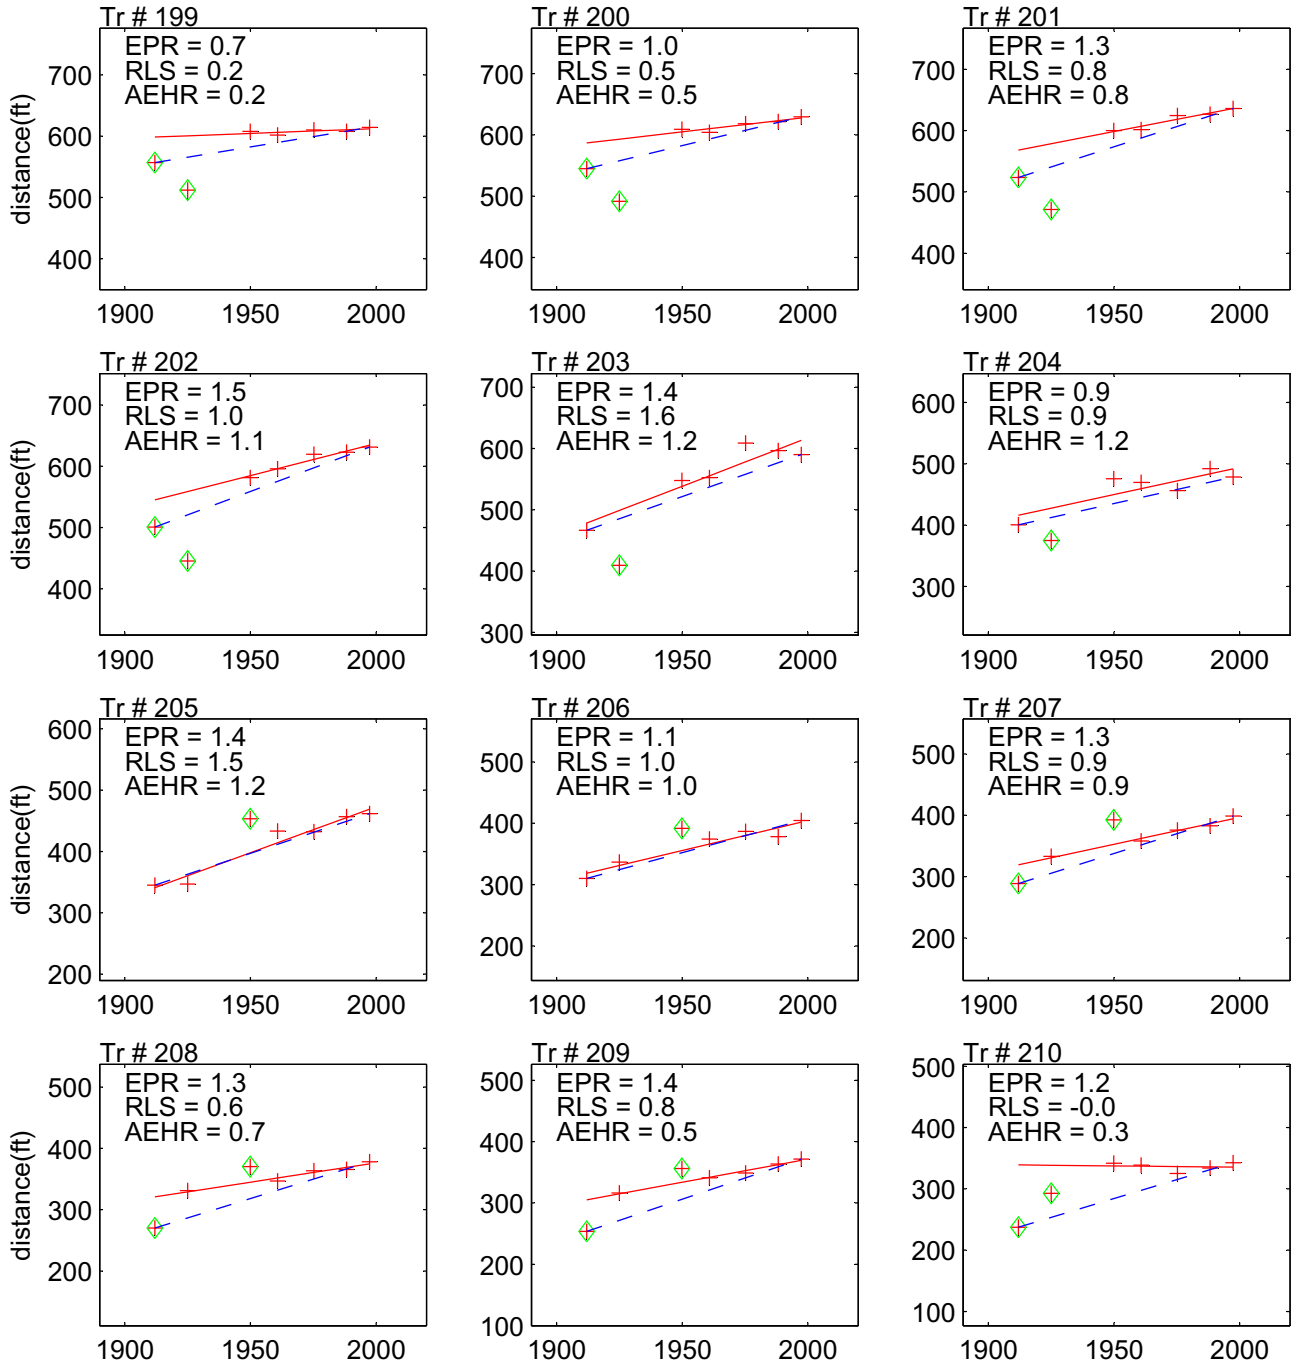 Tr # 199
EPR = 0.7
RLS = 0.2
AEHR = 0.2
distance(ft)
700
600
500
400
1900 1950 2000
Tr # 200
EPR = 1.0
RLS = 0.5
AEHR = 0.5
700
600
500
400
1900 1950 2000
Tr # 201
EPR = 1.3
RLS = 0.8
AEHR = 0.8
700
600
500
400
1900 1950 2000
Tr # 202
EPR = 1.5
RLS = 1.0
AEHR = 1.1
distance(ft)
700
600
500
400
1900 1950 2000
Tr # 203
EPR = 1.4
RLS = 1.6
AEHR = 1.2
700
600
500
400
300
1900 1950 2000
Tr # 204
EPR = 0.9
RLS = 0.9
AEHR = 1.2
600
500
400
300
1900 1950 2000
Tr # 205
EPR = 1.4
RLS = 1.5
AEHR = 1.2
distance(ft)
600
500
400
300
200
1900 1950 2000
Tr # 206
EPR = 1.1
RLS = 1.0
AEHR = 1.0
500
400
300
200
1900 1950 2000
Tr # 207
EPR = 1.3
RLS = 0.9
AEHR = 0.9
500
400
300
200
1900 1950 2000
Tr # 208
EPR = 1.3
RLS = 0.6
AEHR = 0.7
distance(ft)
500
400
300
200
1900 1950 2000
Tr # 209
EPR = 1.4
RLS = 0.8
AEHR = 0.5
500
400
300
200
100
1900 1950 2000
Tr # 210
EPR = 1.2
RLS = -0.0
AEHR = 0.3
500
400
300
200
100
1900 1950 2000